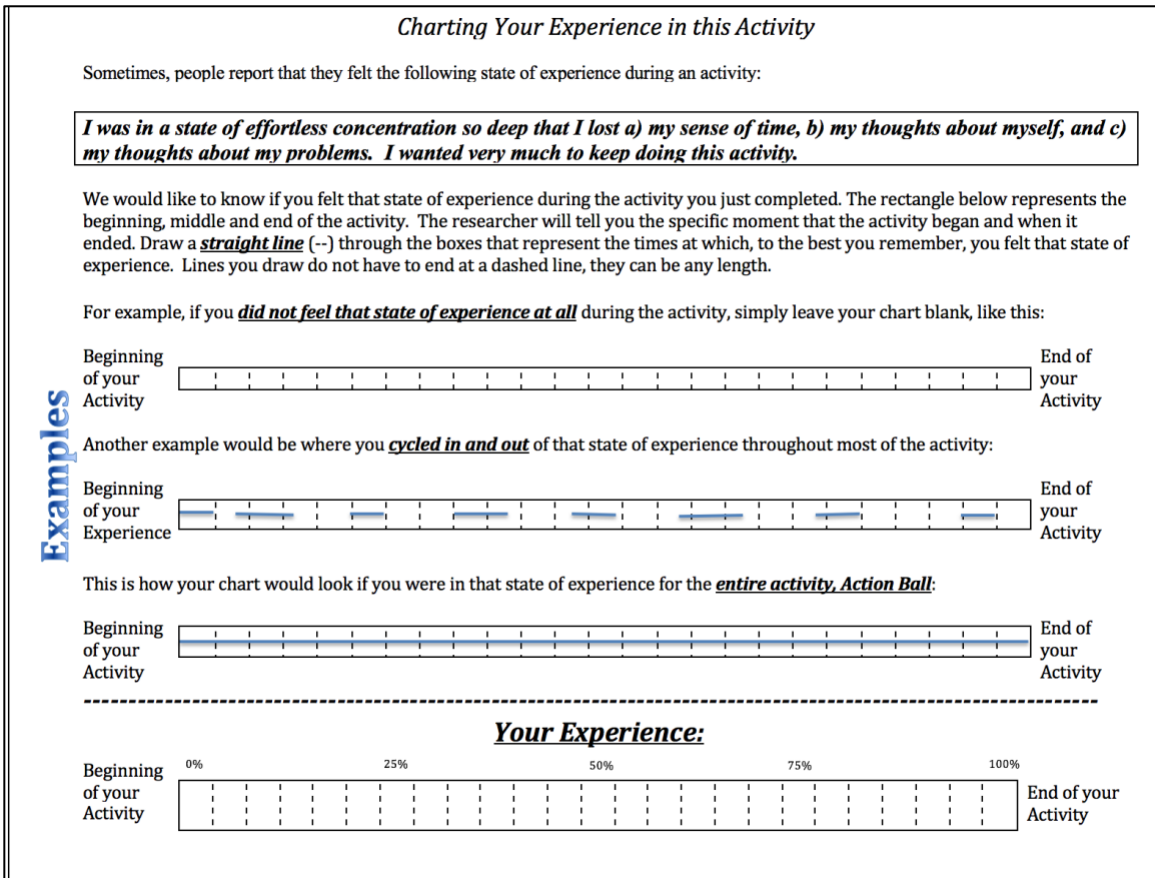 Charting Your Experience in this Activity
Sometimes, people report that they felt the following state of experience during an activity:
I was in a state of effortless concentration so deep that I lost a) my sense of time, b) my thoughts about myself, and c)
my thoughts about my problems. I wanted very much to keep doing this activity.
We would like to know if you felt that state of experience during the activity you just completed. The rectangle below represents the
beginning, middle and end of the activity. The researcher will tell you the specific moment that the activity began and when it
ended. Draw a straight line (--) through the boxes that represent the times at which, to the best you remember, you felt that state of
experience. Lines you draw do not have to end at a dashed line, they can be any length.
For example, if you did not feel that state of experience at all during the activity, simply leave your chart blank, like this:
Beginning
of your
Activity
End of
your
Activity
Examples
Another example would be where you cycled in and out of that state of experience throughout most of the activity:
Beginning
of your
Experience
End of
your
Activity
This is how your chart would look if you were in that state of experience for the entire activity, Action Ball:
Beginning
of your
Activity
End of
your
Activity
Your Experience:
0% 25% 50% 75% 100%
Beginning
of your
Activity
End of your
Activity